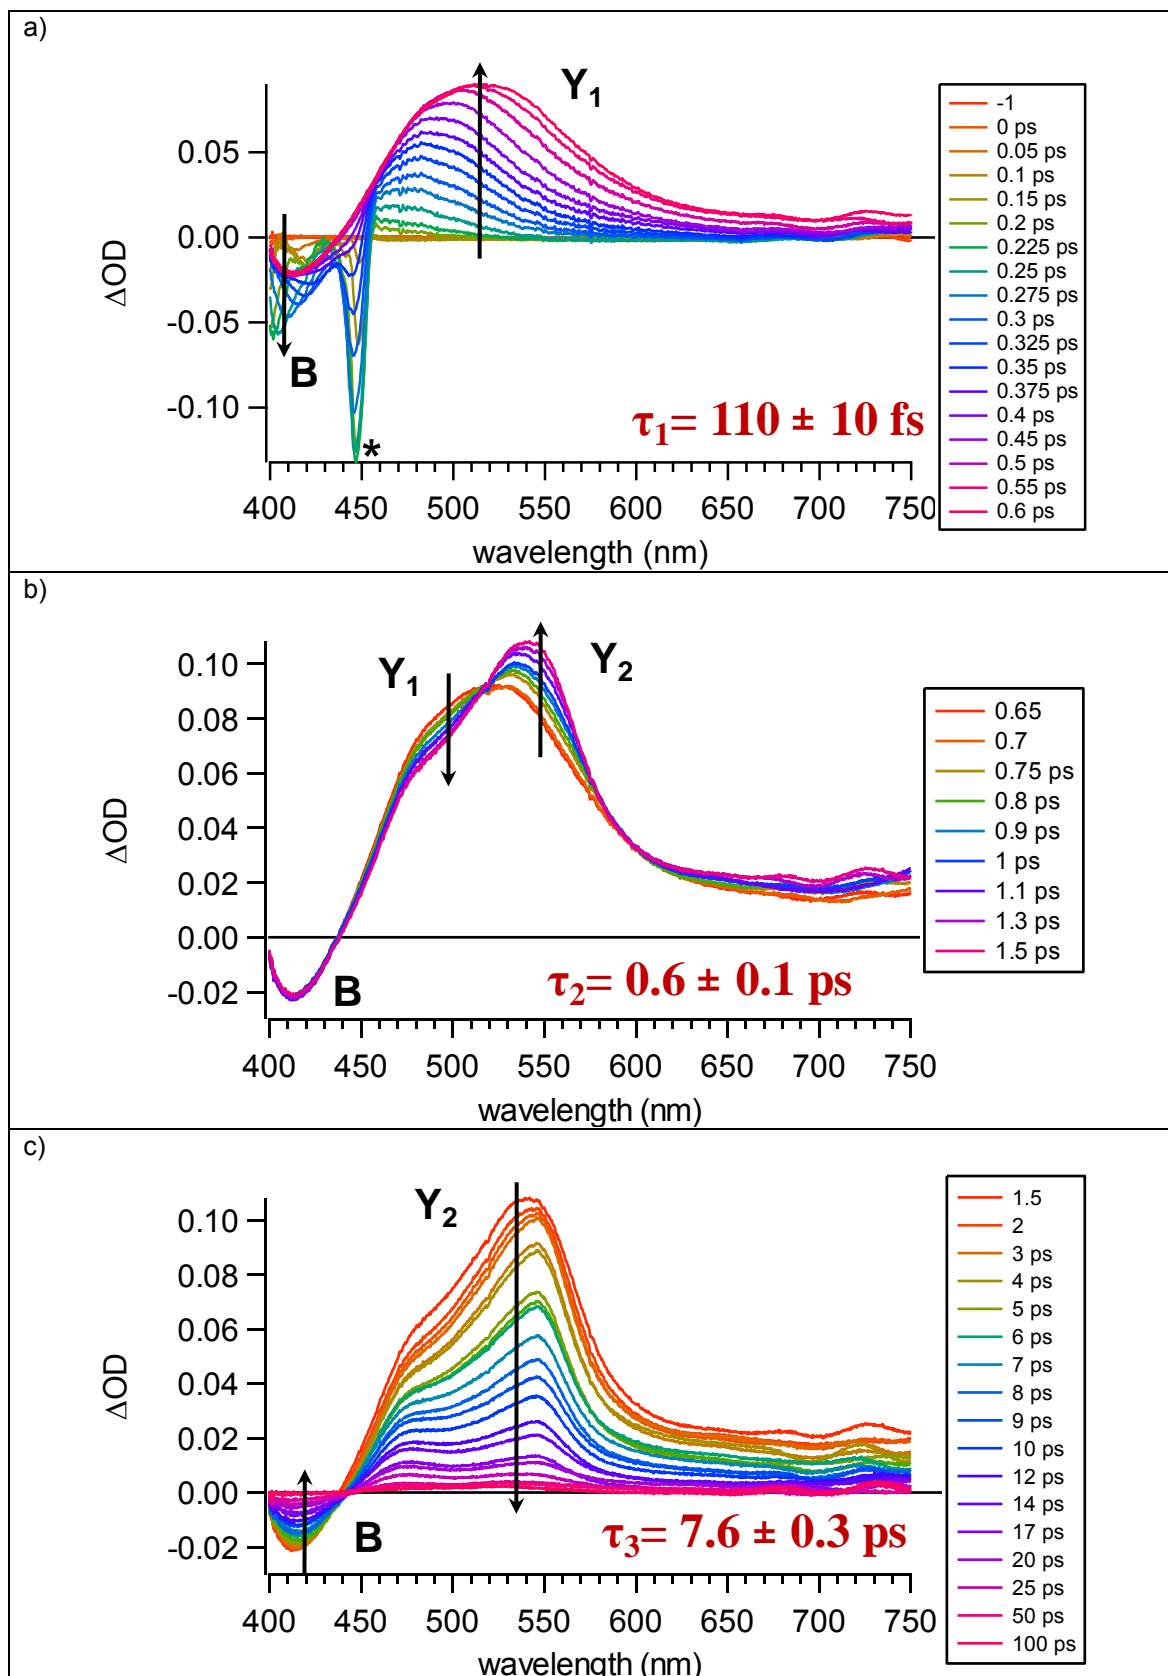 a)
Y1
B
*
τ1= 110 ± 10 fs
ΔOD
0.05
0.00
-0.05
-0.10
400
450
500
550
600
650
700
750
wavelength (nm)
-1
0 ps
0.05 ps
0.1 ps
0.15 ps
0.2 ps
0.225 ps
0.25 ps
0.275 ps
0.3 ps
0.325 ps
0.35 ps
0.375 ps
0.4 ps
0.45 ps
0.5 ps
0.55 ps
0.6 ps
b)
Y1
Y2
B
τ2= 0.6 ± 0.1 ps
ΔOD
0.10
0.08
0.06
0.04
0.02
0.00
-0.02
400
450
500
550
600
650
700
750
wavelength (nm)
0.65
0.7
0.75 ps
0.8 ps
0.9 ps
1 ps
1.1 ps
1.3 ps
1.5 ps
c)
Y2
B
τ3= 7.6 ± 0.3 ps
ΔOD
0.10
0.08
0.06
0.04
0.02
0.00
-0.02
400
450
500
550
600
650
700
750
wavelength (nm)
1.5
2
3 ps
4 ps
5 ps
6 ps
7 ps
8 ps
9 ps
10 ps
12 ps
14 ps
17 ps
20 ps
25 ps
50 ps
100 ps